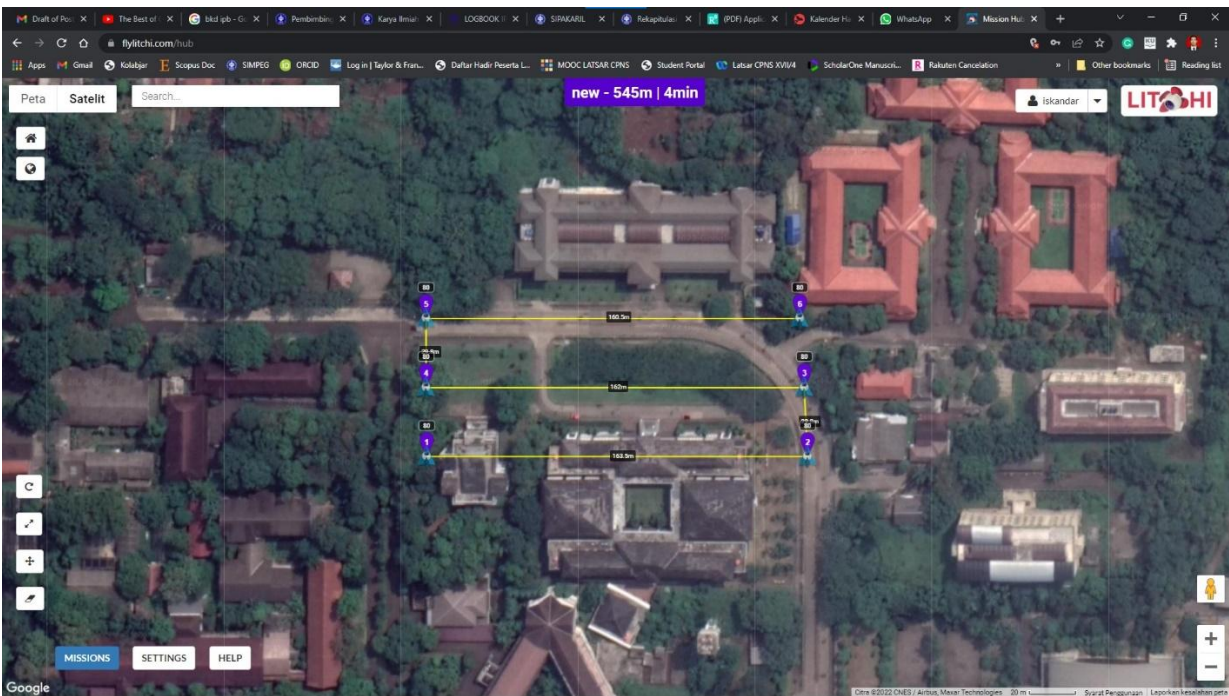 Draft of Pos
The Best of
bkd ipb - Go
Pembimbing
Karya Ilmiah
LOGBOOK
SIPAKARIL
Rekapitulasi
(PDF) Applic
Kalender Ha
WhatsApp
Mission Hub
flylitchi.com/hub
Apps
Gmail
Kolabjar
Scopus Doc
SIMPEG
ORCID
Log in | Taylor & Fran...
Daftar Hadir Peserta L...
MOOC LATSAR CPNS
Student Portal
Latsar CPNS XVII/4
ScholarOne Manuscri...
Rakuten Cancelation
»
Other bookmarks
Reading list
Peta
Satelit
Search...
new - 545m | 4min
Iskandar
LITCHI
80
5
160.5m
80
6
80
4
162m
80
3
80
1
163.5m
80
2
MISSIONS
SETTINGS
HELP
+
−
Google
Citra ©2022 CNES / Airbus, Maxar Technologies
20 m
Syarat Penggunaan
Laporkan kesalahan